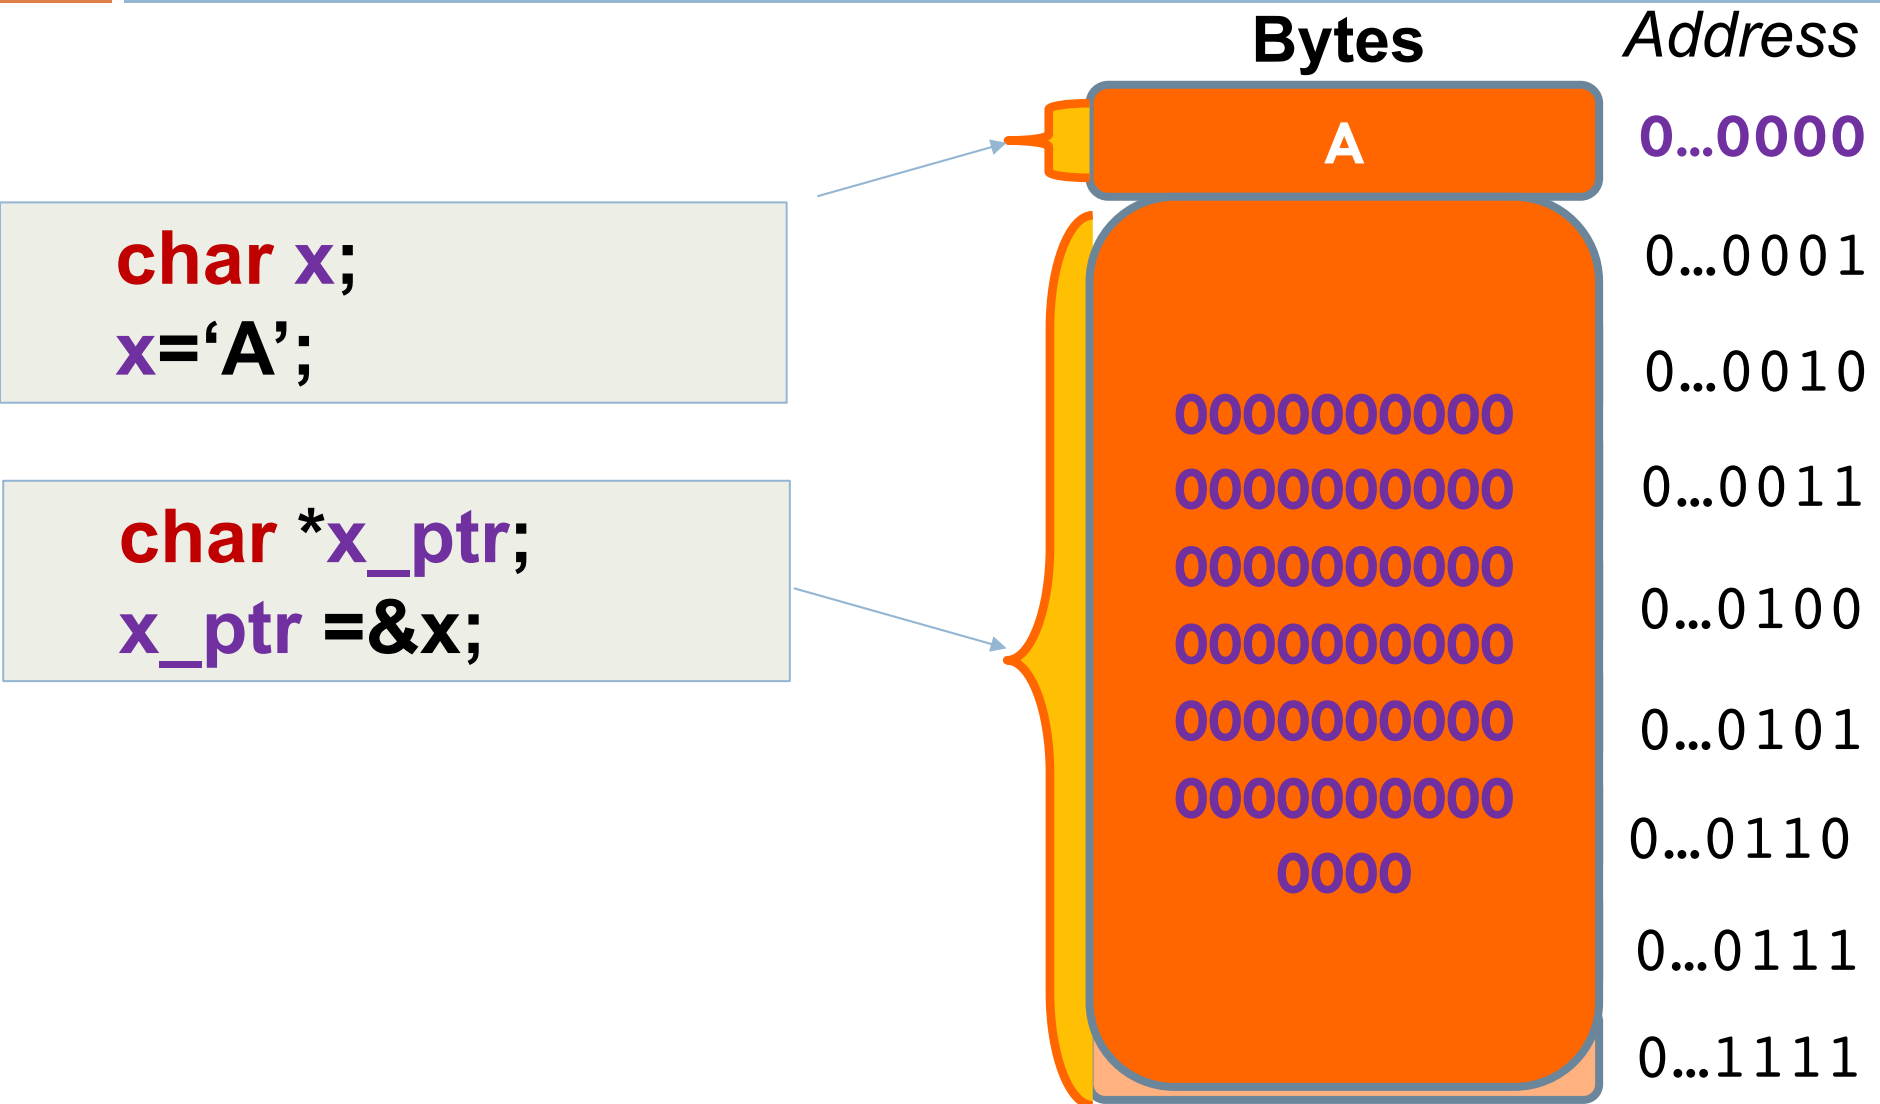 Bytes
Address
A
0...0000
char x;
x=‘A’;
0...0001
0...0010
0000000000
0000000000
0000000000
0000000000
0000000000
0000000000
0000
char *x_ptr;
x_ptr =&x;
0...0011
0...0100
0...0101
0...0110
0...0111
0...1111